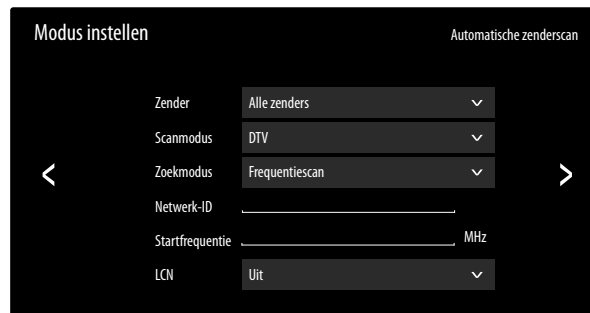 Modus instellen
Automatische zenderscan
Zender Alle zenders
Scanmodus DTV
Zoekmodus Frequentiescan
Netwerk-ID
Startfrequentie MHz
LCN Uit